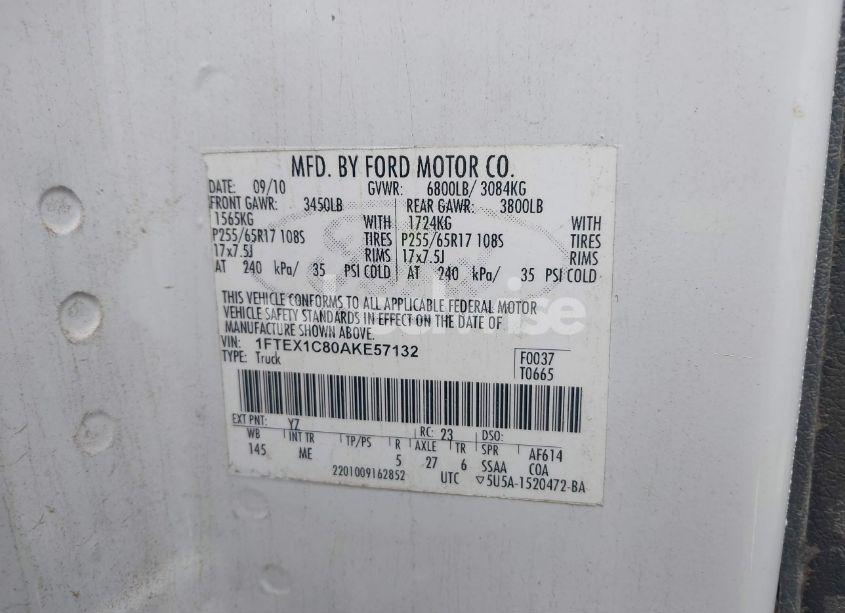 MFD. BY FORD MOTOR CO.
DATE: 09/10 GVWR: 6800LB/ 3084KG
FRONT GAWR: 3450LB REAR GAWR: 3800LB
1565KG WITH 1724KG WITH
P255/65R17 108S TIRES P255/65R17 108S TIRES
17x7.5J RIMS 17x7.5J RIMS
AT 240 kPa/ 35 PSI COLD AT 240 kPa/ 35 PSI COLD
THIS VEHICLE CONFORMS TO ALL APPLICABLE FEDERAL MOTOR
VEHICLE SAFETY STANDARDS IN EFFECT ON THE DATE OF
MANUFACTURE SHOWN ABOVE.
VIN: 1FTEX1C80AKE57132 F0037
TYPE: Truck T0665
EXT PNT: YZ RC: 23 DSO:
WB INT TR TP/PS R AXLE TR SPR AF614
145 ME 5 27 6 SSAA COA
2201009162852 UTC ▽5U5A-1520472-BA